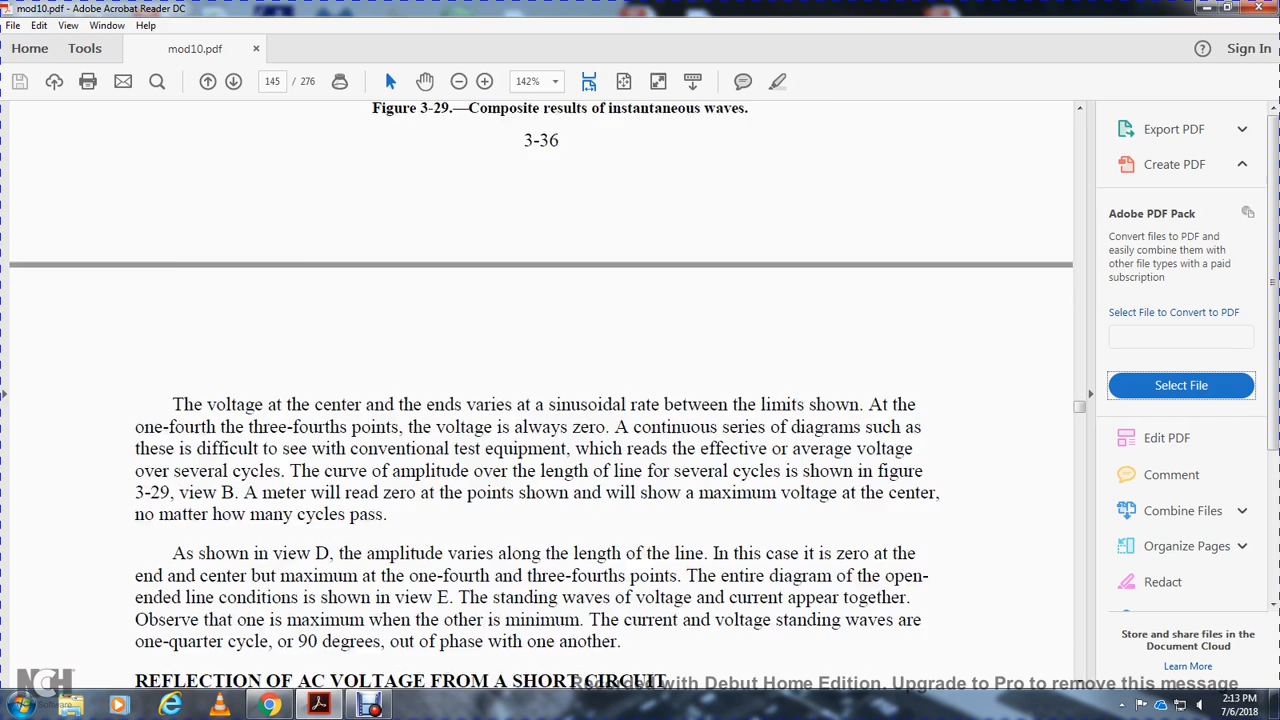 mod10.pdf - Adobe Acrobat Reader DC
File Edit View Window Help
Home Tools mod10.pdf × Sign In
145 / 276 142%
Figure 3-29.—Composite results of instantaneous waves.
3-36
The voltage at the center and the ends varies at a sinusoidal rate between the limits shown. At the
one-fourth the three-fourths points, the voltage is always zero. A continuous series of diagrams such as
these is difficult to see with conventional test equipment, which reads the effective or average voltage
over several cycles. The curve of amplitude over the length of line for several cycles is shown in figure
3-29, view B. A meter will read zero at the points shown and will show a maximum voltage at the center,
no matter how many cycles pass.
As shown in view D, the amplitude varies along the length of the line. In this case it is zero at the
end and center but maximum at the one-fourth and three-fourths points. The entire diagram of the open-
ended line conditions is shown in view E. The standing waves of voltage and current appear together.
Observe that one is maximum when the other is minimum. The current and voltage standing waves are
one-quarter cycle, or 90 degrees, out of phase with one another.
REFLECTION OF AC VOLTAGE FROM A SHORT CIRCUIT
Export PDF
Create PDF
Adobe PDF Pack
Convert files to PDF and
easily combine them with
other file types with a paid
subscription
Select File to Convert to PDF
Select File
Edit PDF
Comment
Combine Files
Organize Pages
Redact
Store and share files in the
Document Cloud
Learn More
NCH
Software
with Debut Home Edition. Upgrade to Pro to remove this message
2:13 PM
7/6/2018